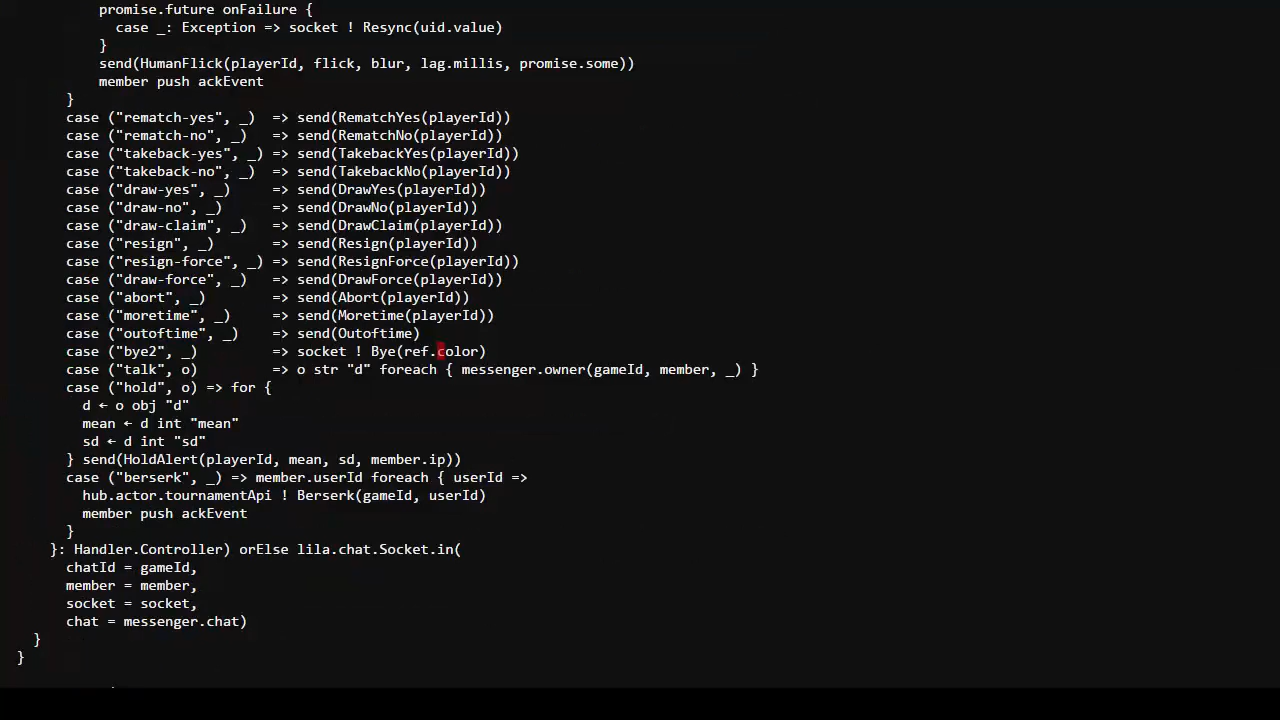 promise.future onFailure {
case _: Exception => socket ! Resync(uid.value)
}
send(HumanFlick(playerId, flick, blur, lag.millis, promise.some))
member push ackEvent
}
case ("rematch-yes", _)  => send(RematchYes(playerId))
case ("rematch-no", _)   => send(RematchNo(playerId))
case ("takeback-yes", _) => send(TakebackYes(playerId))
case ("takeback-no", _)  => send(TakebackNo(playerId))
case ("draw-yes", _)     => send(DrawYes(playerId))
case ("draw-no", _)      => send(DrawNo(playerId))
case ("draw-claim", _)   => send(DrawClaim(playerId))
case ("resign", _)       => send(Resign(playerId))
case ("resign-force", _) => send(ResignForce(playerId))
case ("draw-force", _)   => send(DrawForce(playerId))
case ("abort", _)        => send(Abort(playerId))
case ("moretime", _)     => send(Moretime(playerId))
case ("outoftime", _)    => send(Outoftime)
case ("bye2", _)         => socket ! Bye(ref.color)
case ("talk", o)         => o str "d" foreach { messenger.owner(gameId, member, _) }
case ("hold", o) => for {
d ← o obj "d"
mean ← d int "mean"
sd ← d int "sd"
} send(HoldAlert(playerId, mean, sd, member.ip))
case ("berserk", _) => member.userId foreach { userId =>
hub.actor.tournamentApi ! Berserk(gameId, userId)
member push ackEvent
}
}: Handler.Controller) orElse lila.chat.Socket.in(
chatId = gameId,
member = member,
socket = socket,
chat = messenger.chat)
}
}